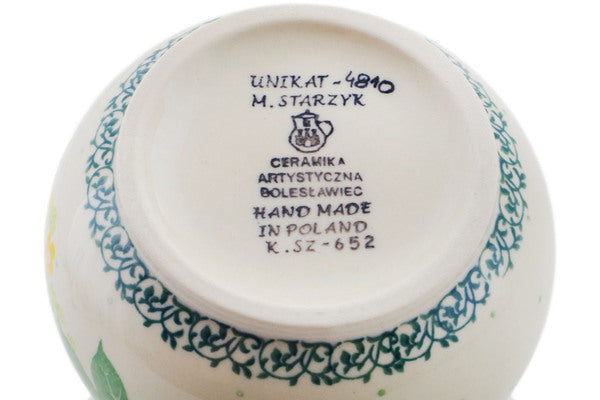 UNIKAT - 4810
M. STARZYK
CERAMIKA
ARTYSTYCZNA
BOLESŁAWIEC
HAND MADE
IN POLAND
K. SZ - 652